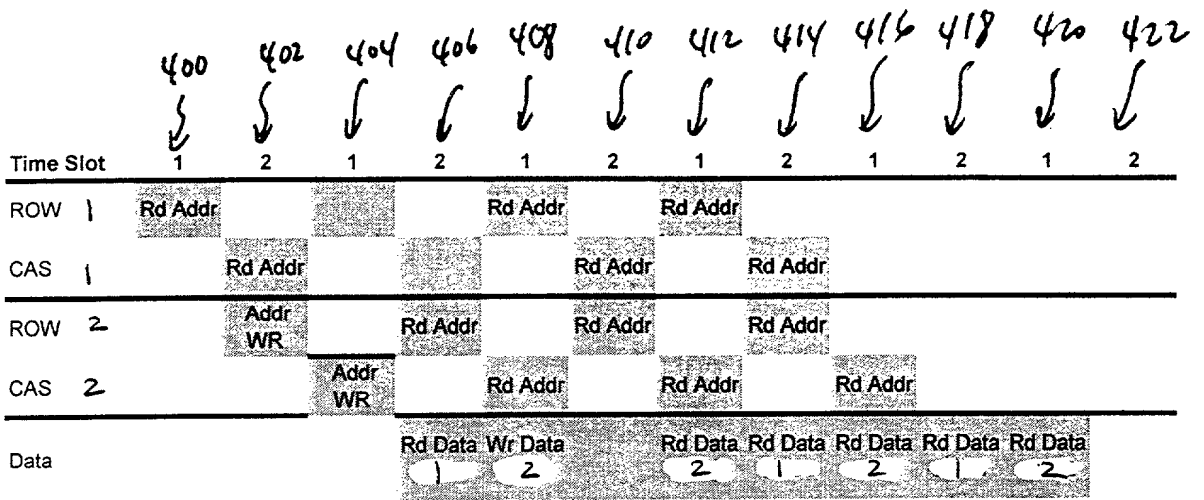 400 402 404 406 408 410 412 414 416 418 420 422
Time Slot 1 2 1 2 1 2 1 2 1 2 1 2
ROW 1 Rd Addr Rd Addr Rd Addr
CAS 1 Rd Addr Rd Addr Rd Addr
ROW 2 Addr WR Rd Addr Rd Addr Rd Addr
CAS 2 Addr WR Rd Addr Rd Addr Rd Addr
Data Rd Data 1 Wr Data 2 Rd Data 2 Rd Data 1 Rd Data 2 Rd Data 1 Rd Data 2